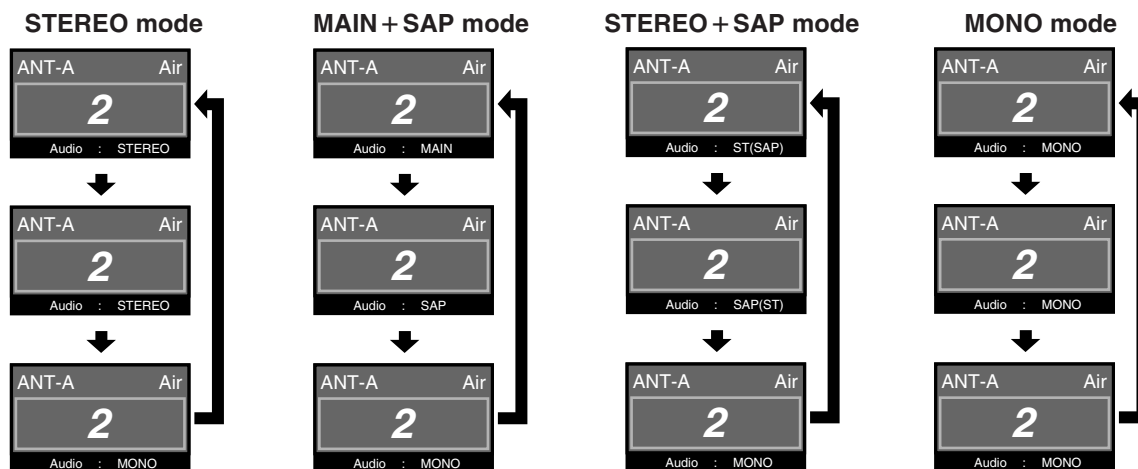 STEREO mode
ANT-A Air
2
Audio : STEREO
ANT-A Air
2
Audio : STEREO
ANT-A Air
2
Audio : MONO
MAIN+SAP mode
ANT-A Air
2
Audio : MAIN
ANT-A Air
2
Audio : SAP
ANT-A Air
2
Audio : MONO
STEREO+SAP mode
ANT-A Air
2
Audio : ST(SAP)
ANT-A Air
2
Audio : SAP(ST)
ANT-A Air
2
Audio : MONO
MONO mode
ANT-A Air
2
Audio : MONO
ANT-A Air
2
Audio : MONO
ANT-A Air
2
Audio : MONO